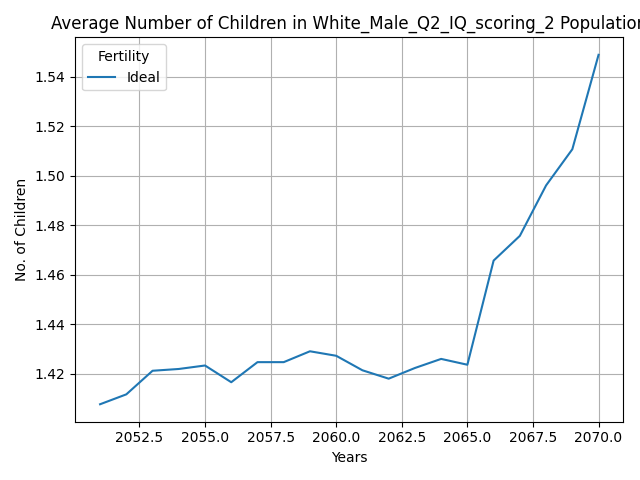 Average Number of Children in White_Male_Q2_IQ_scoring_2 Population
Fertility
Ideal
1.54
1.52
1.50
1.48
1.46
1.44
1.42
No. of Children
2052.5 2055.0 2057.5 2060.0 2062.5 2065.0 2067.5 2070.0
Years